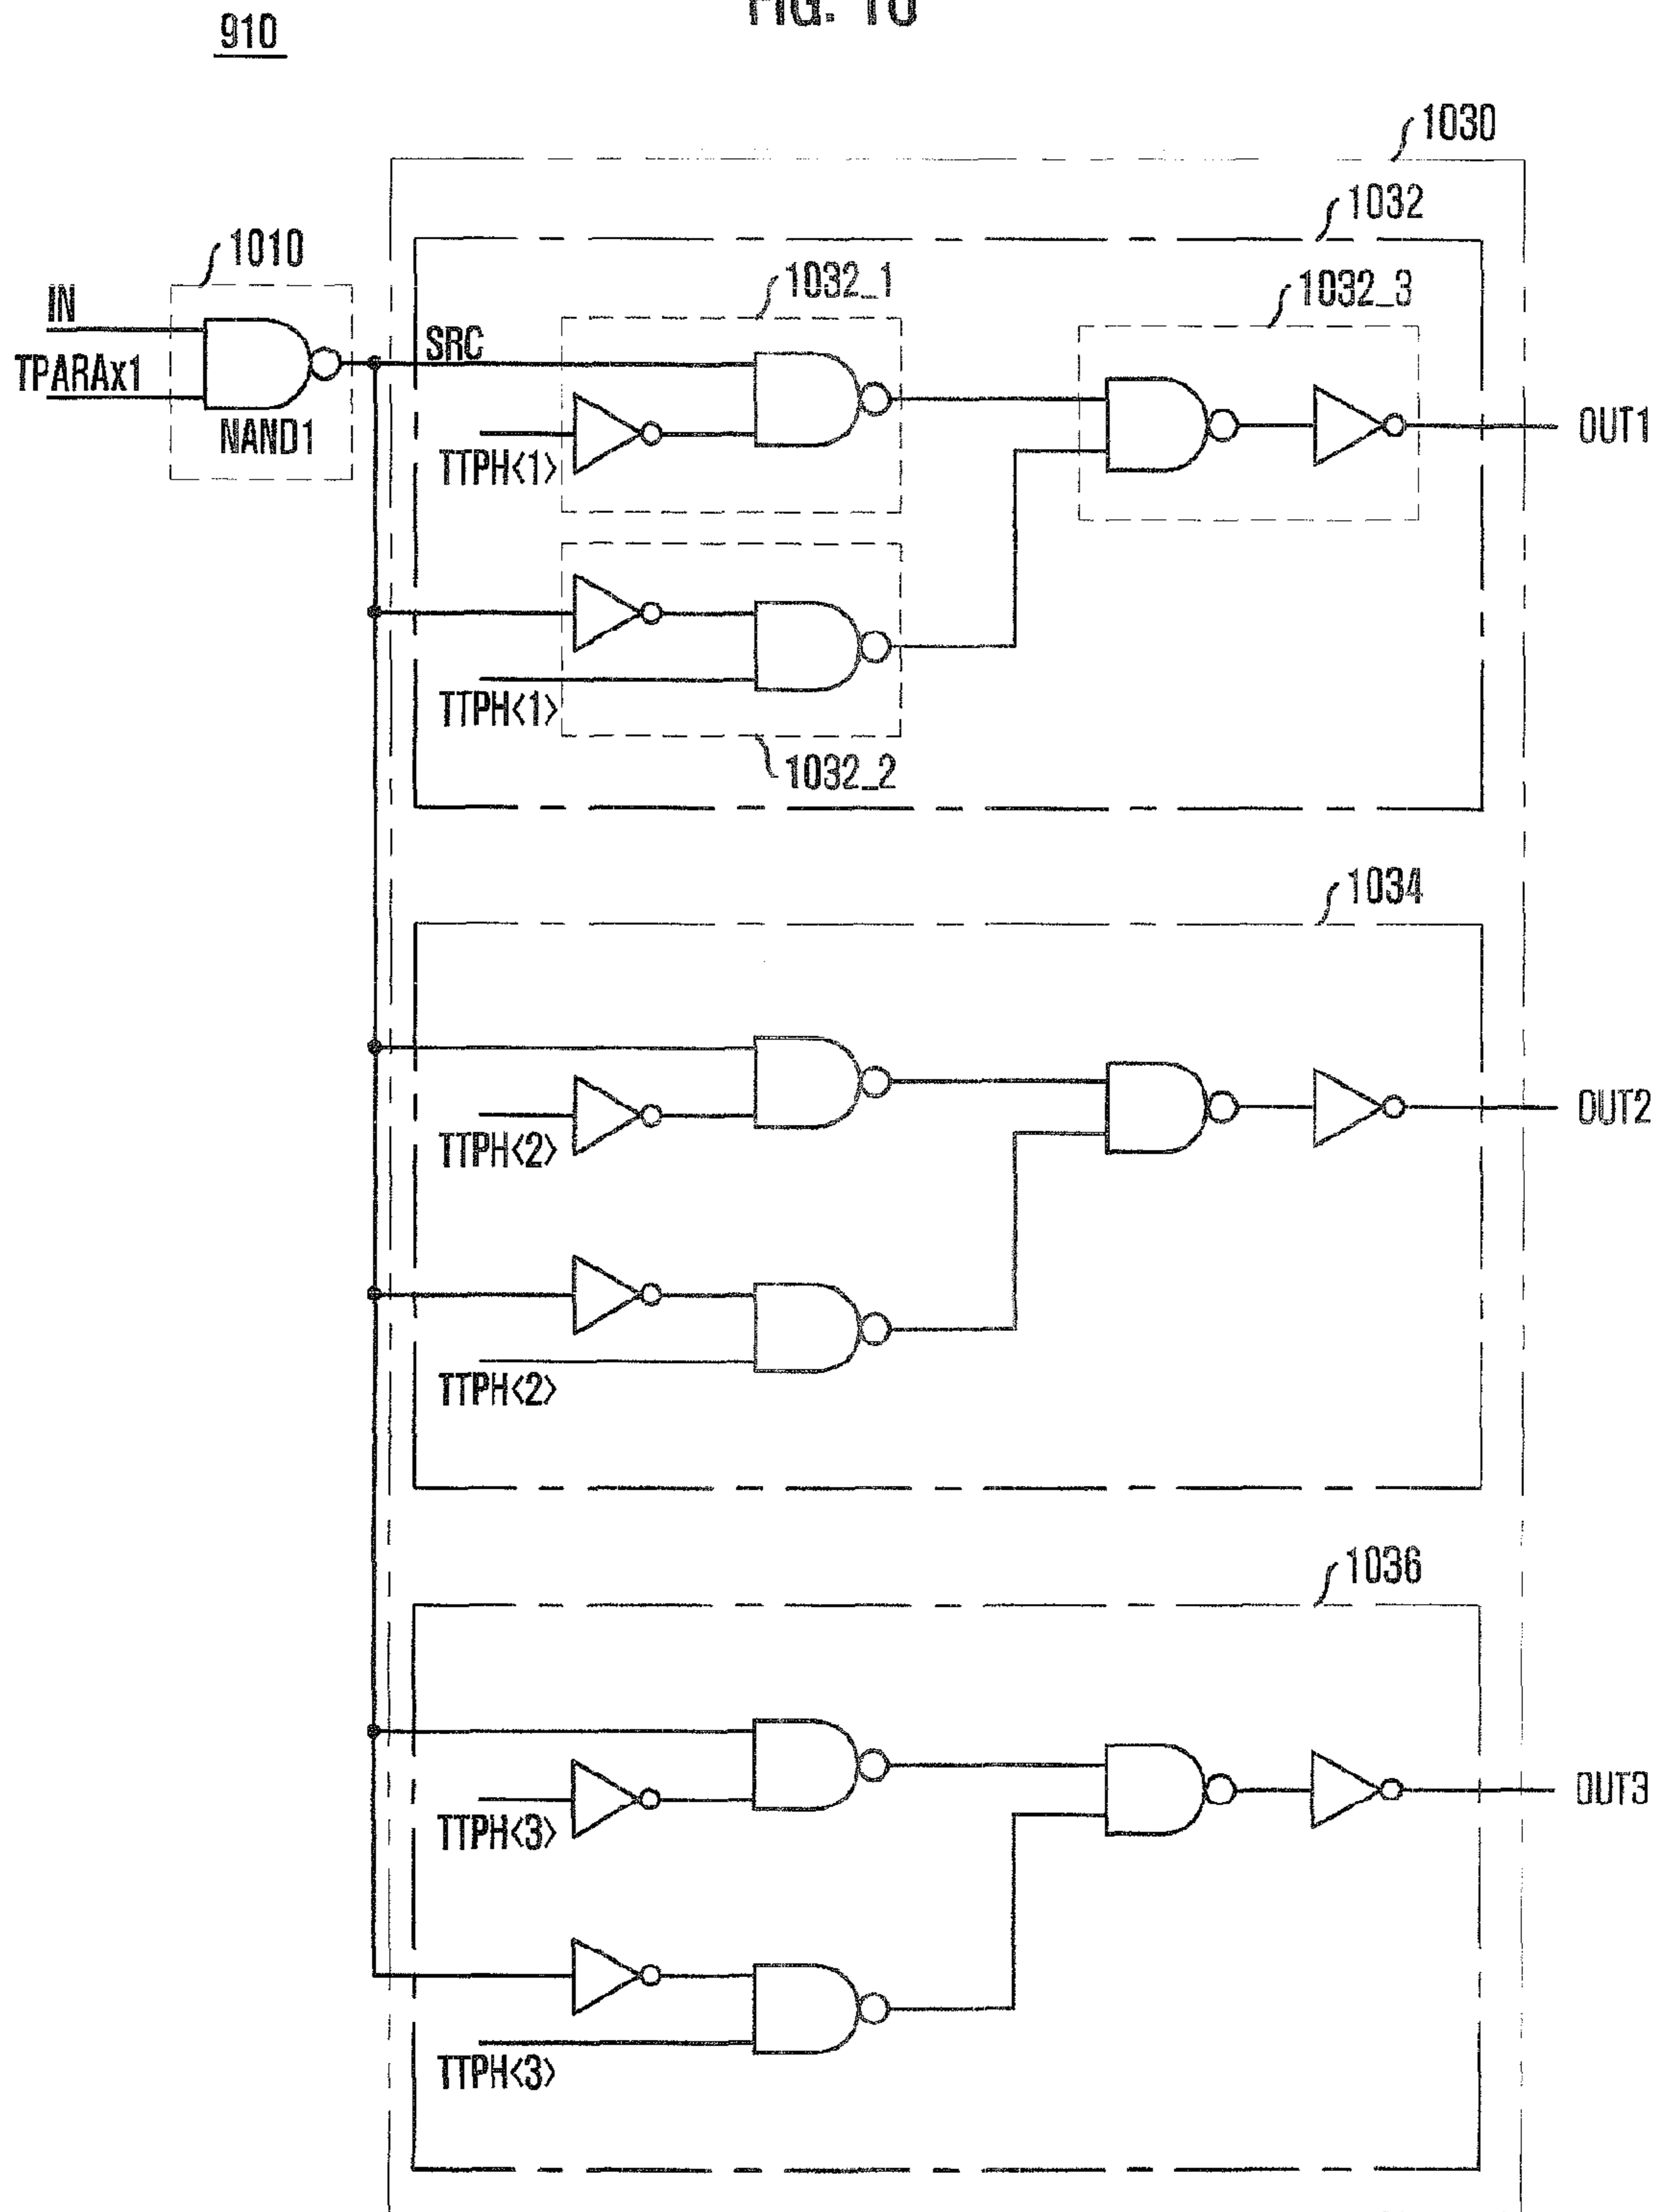 FIG. 10
910
1030
1032
1010
1032_1
1032_3
IN
SRC
TPARAx1
NAND1
TTPH<1>
OUT1
TTPH<1>
1032_2
1034
TTPH<2>
OUT2
TTPH<2>
1036
TTPH<3>
OUT3
TTPH<3>